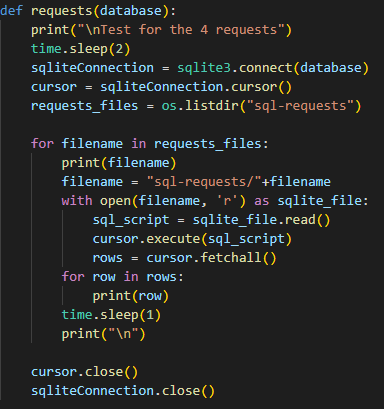 def requests(database):
    print("\nTest for the 4 requests")
    time.sleep(2)
    sqliteConnection = sqlite3.connect(database)
    cursor = sqliteConnection.cursor()
    requests_files = os.listdir("sql-requests")

    for filename in requests_files:
        print(filename)
        filename = "sql-requests/"+filename
        with open(filename, 'r') as sqlite_file:
            sql_script = sqlite_file.read()
            cursor.execute(sql_script)
            rows = cursor.fetchall()
        for row in rows:
            print(row)
        time.sleep(1)
        print("\n")

    cursor.close()
    sqliteConnection.close()